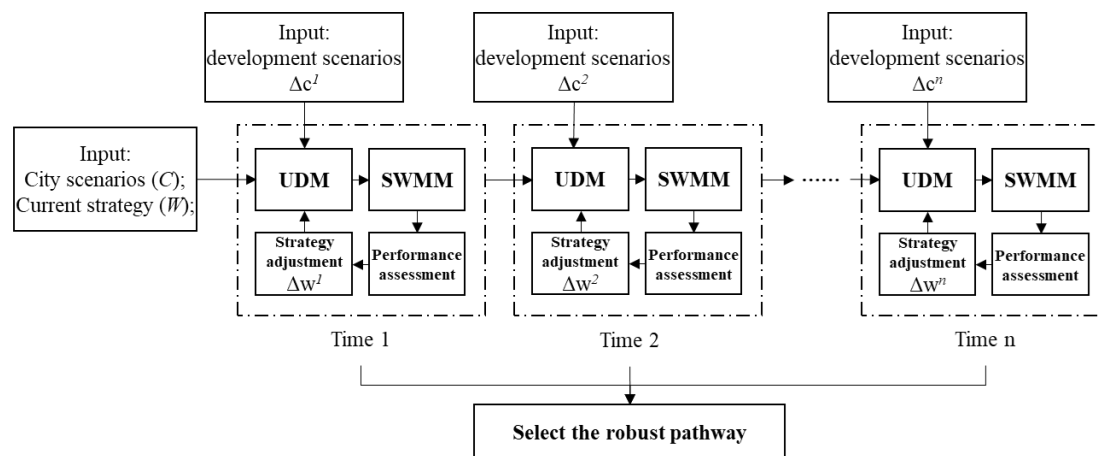 Input:
development scenarios
Δc¹
Input:
development scenarios
Δc²
Input:
development scenarios
Δcⁿ
Input:
City scenarios (C);
Current strategy (W);
UDM
SWMM
Strategy
adjustment
Δw¹
Performance
assessment
UDM
SWMM
Strategy
adjustment
Δw²
Performance
assessment
......
UDM
SWMM
Strategy
adjustment
Δwⁿ
Performance
assessment
Time 1
Time 2
Time n
Select the robust pathway